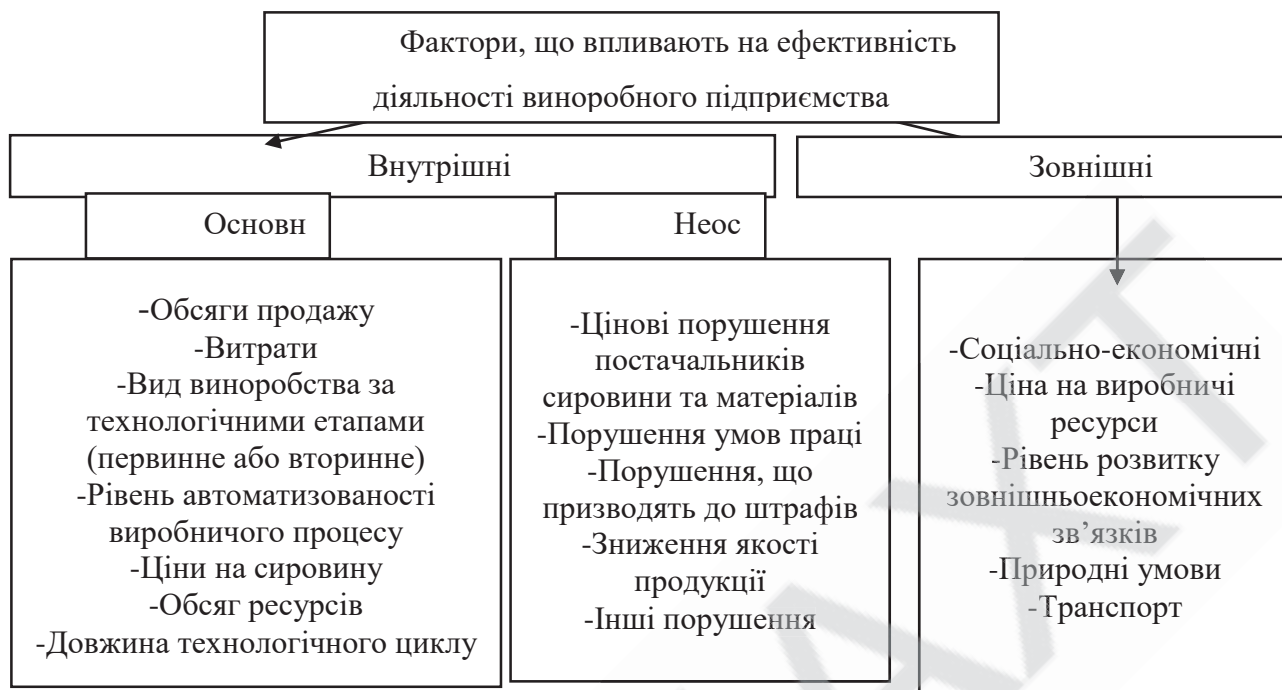 Фактори, що впливають на ефективність
діяльності виноробного підприємства
Внутрішні
Зовнішні
Основн
Неос
-Обсяги продажу
-Витрати
-Вид виноробства за
технологічними етапами
(первинне або вторинне)
-Рівень автоматизованості
виробничого процесу
-Ціни на сировину
-Обсяг ресурсів
-Довжина технологічного циклу
-Цінові порушення
постачальників
сировини та матеріалів
-Порушення умов праці
-Порушення, що
призводять до штрафів
-Зниження якості
продукції
-Інші порушення
-Соціально-економічні
-Ціна на виробничі
ресурси
-Рівень розвитку
зовнішньоекономічних
зв’язків
-Природні умови
-Транспорт
АХТ